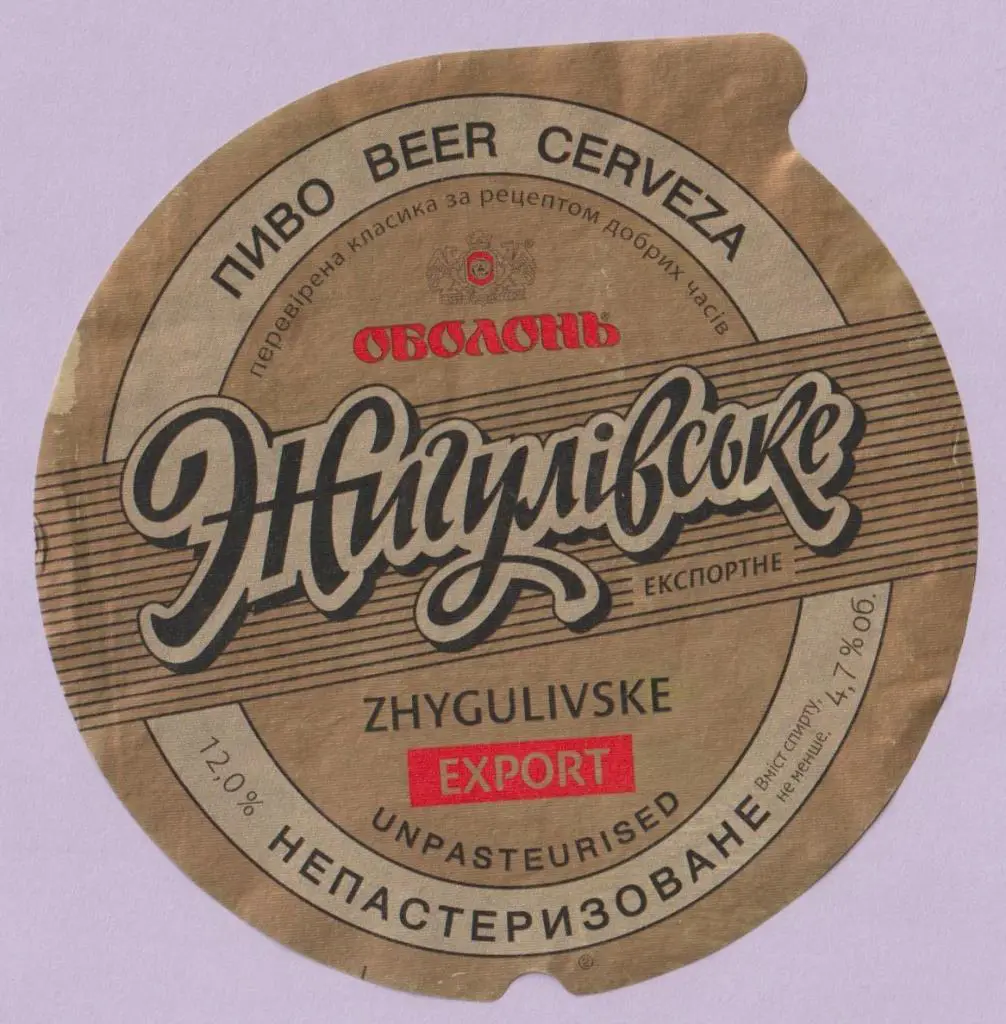 ПИВО BEER CERVEZA
перевірена класика за рецептом добрих часів
ОБОЛОНЬ®
Жигулівське
ЕКСПОРТНЕ
ZHYGULIVSKE
EXPORT
UNPASTEURISED
12,0%
НЕПАСТЕРИЗОВАНЕ
Вміст спирту,
не менше,
4,7 % об.